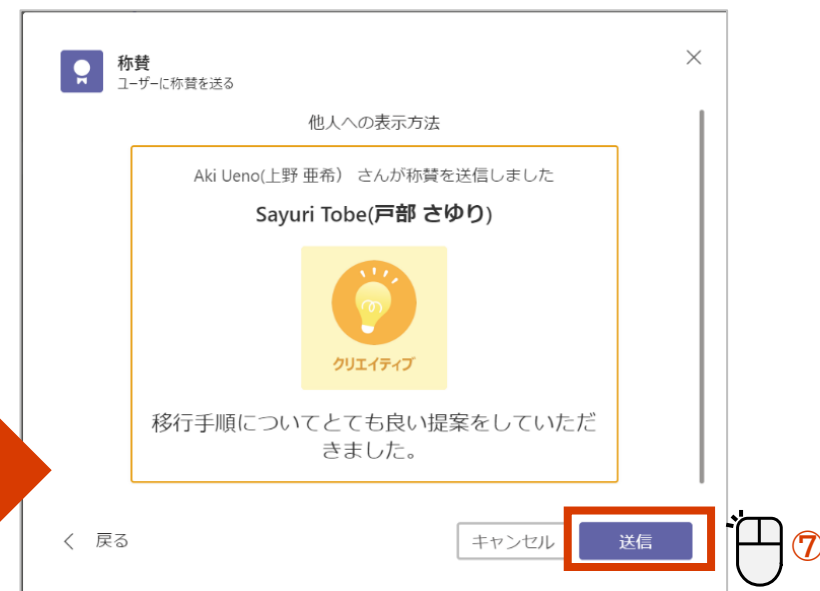 称賛
ユーザーに称賛を送る
他人への表示方法
Aki Ueno(上野 亜希） さんが称賛を送信しました
Sayuri Tobe(戸部 さゆり)
クリエイティブ
移行手順についてとても良い提案をしていただ
きました。
戻る
キャンセル
送信
⑦